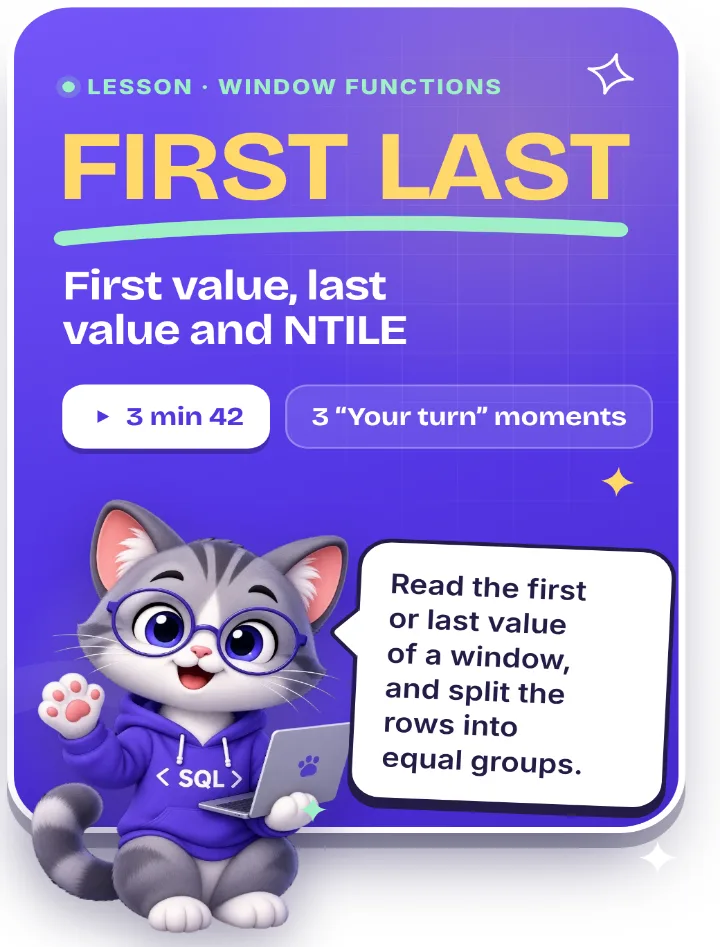 LESSON · WINDOW FUNCTIONS
FIRST LAST
First value, last
value and NTILE
3 min 42
3 “Your turn” moments
Read the first
or last value
of a window,
and split the
rows into
equal groups.
< SQL >